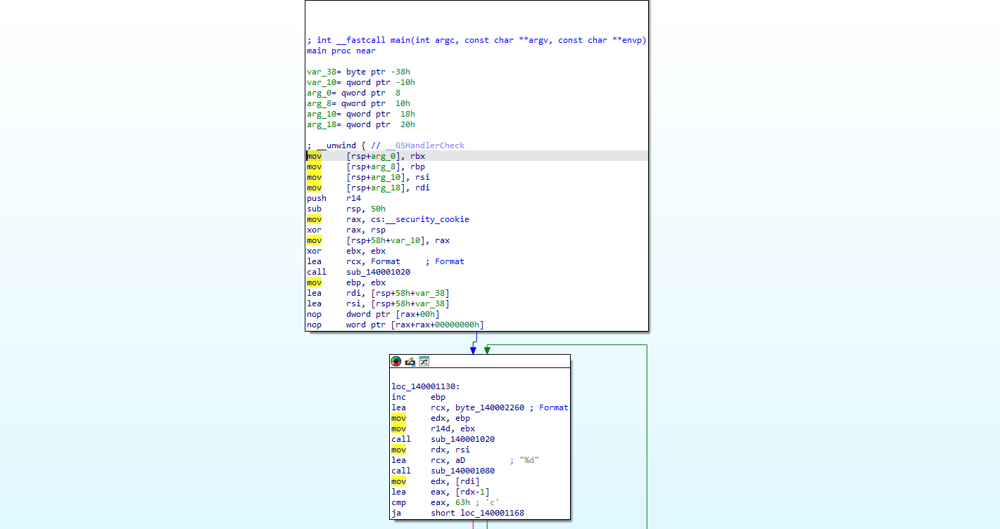 ; int __fastcall main(int argc, const char **argv, const char **envp)
main proc near
var_38= byte ptr -38h
var_10= qword ptr -10h
arg_0= qword ptr  8
arg_8= qword ptr  10h
arg_10= qword ptr  18h
arg_18= qword ptr  20h
; __unwind { // __GSHandlerCheck
mov     [rsp+arg_0], rbx
mov     [rsp+arg_8], rbp
mov     [rsp+arg_10], rsi
mov     [rsp+arg_18], rdi
push    r14
sub     rsp, 50h
mov     rax, cs:__security_cookie
xor     rax, rsp
mov     [rsp+58h+var_10], rax
xor     ebx, ebx
lea     rcx, Format     ; Format
call    sub_140001020
mov     ebp, ebx
lea     rdi, [rsp+58h+var_38]
lea     rsi, [rsp+58h+var_38]
nop     dword ptr [rax+00h]
nop     word ptr [rax+rax+00000000h]
loc_140001130:
inc     ebp
lea     rcx, byte_140002260 ; Format
mov     edx, ebp
mov     r14d, ebx
call    sub_140001020
mov     rdx, rsi
lea     rcx, aD         ; "%d"
call    sub_140001080
mov     edx, [rdi]
lea     eax, [rdx-1]
cmp     eax, 63h ; 'c'
ja      short loc_140001168